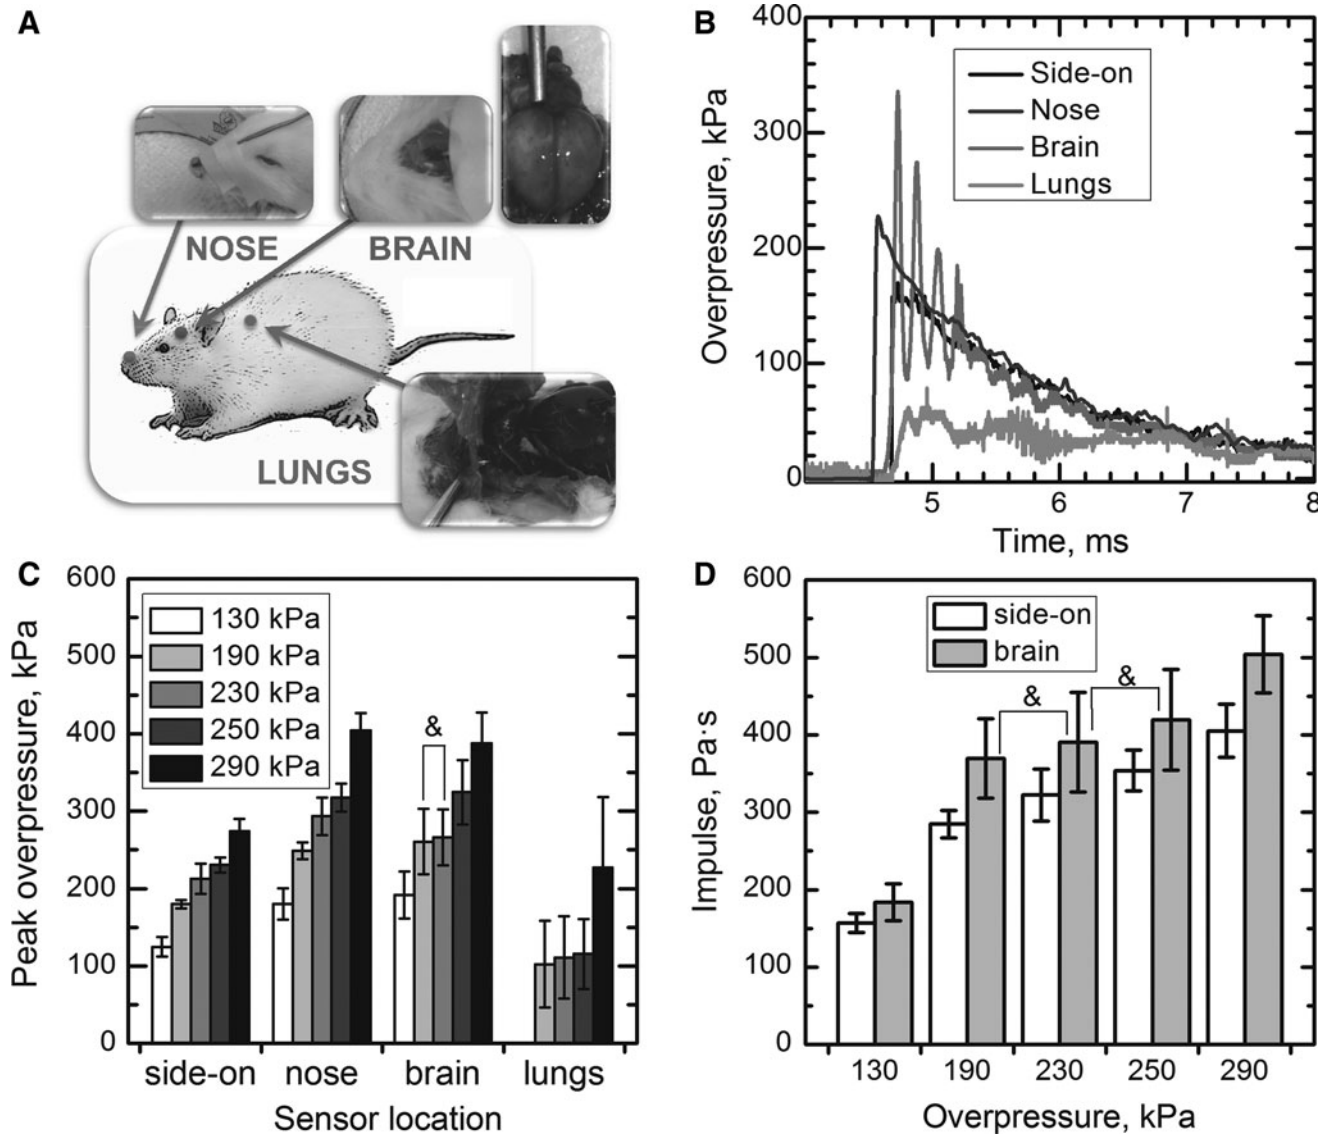 A
NOSE
BRAIN
LUNGS
B
Overpressure, kPa
400
300
200
100
0
Side-on
Nose
Brain
Lungs
5
6
7
8
Time, ms
C
Peak overpressure, kPa
600
500
400
300
200
100
0
130 kPa
190 kPa
230 kPa
250 kPa
290 kPa
&
side-on
nose
brain
lungs
Sensor location
D
Impulse, Pa·s
600
500
400
300
200
100
0
side-on
brain
&
&
130
190
230
250
290
Overpressure, kPa